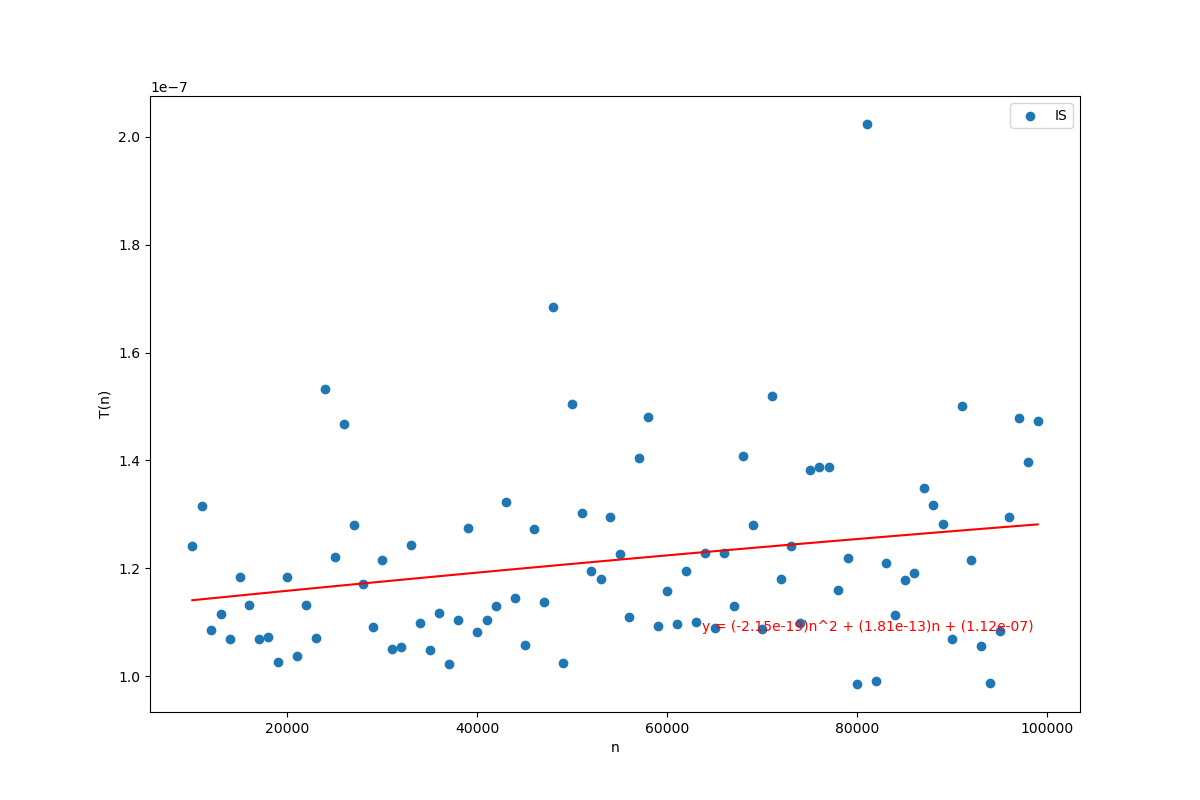 1e−7
IS
2.0
1.8
1.6
T(n)
1.4
1.2
y = (-2.15e-19)n^2 + (1.81e-13)n + (1.12e-07)
1.0
20000 40000 60000 80000 100000
n